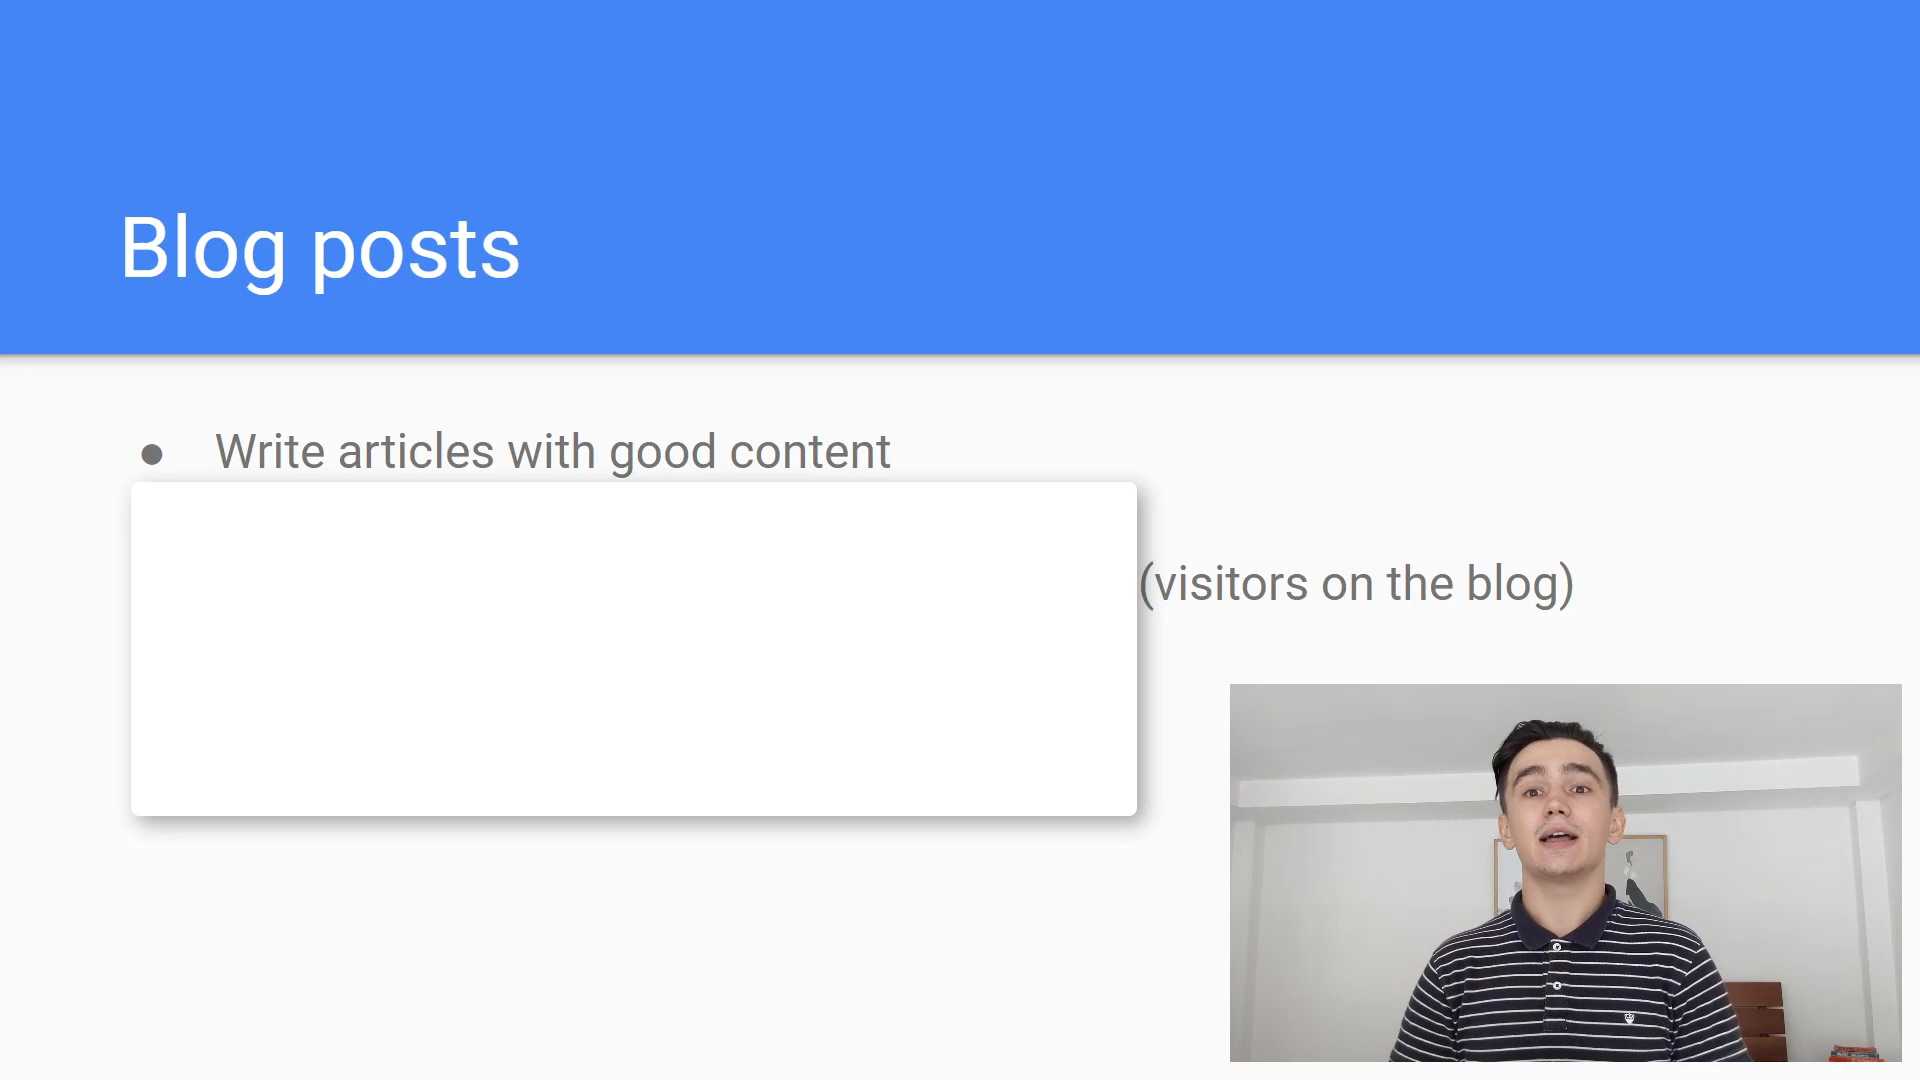 Blog posts
● Write articles with good content
(visitors on the blog)